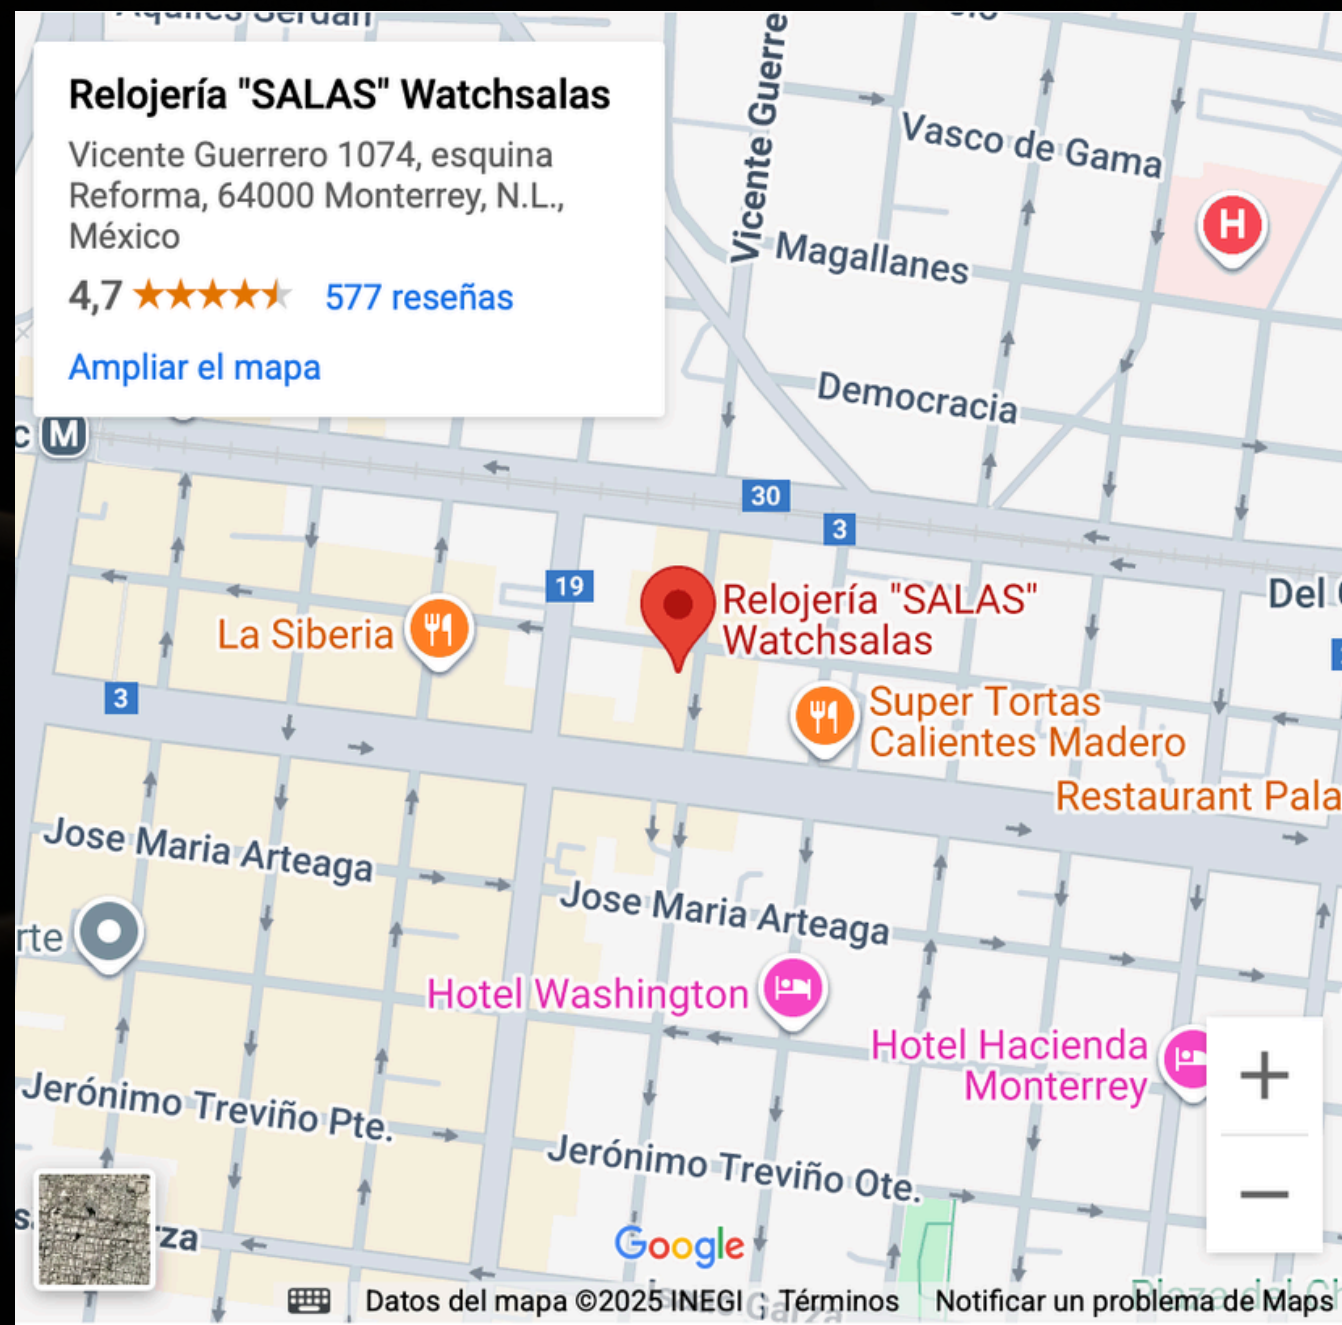 Aquiles Serdán
Relojería "SALAS" Watchsalas
Vicente Guerrero 1074, esquina
Reforma, 64000 Monterrey, N.L.,
México
4,7
577 reseñas
Ampliar el mapa
Vicente Guerre
Vasco de Gama
H
Magallanes
Democracia
c M
30
3
19
Relojería "SALAS"
Watchsalas
Del
La Siberia
3
Super Tortas
Calientes Madero
Restaurant Pala
Jose Maria Arteaga
Jose Maria Arteaga
rte
Hotel Washington
Hotel Hacienda
Monterrey
+
Jerónimo Treviño Pte.
Jerónimo Treviño Ote.
−
rza
Google
Datos del mapa ©2025 INEGI
Términos
Notificar un problema de Maps